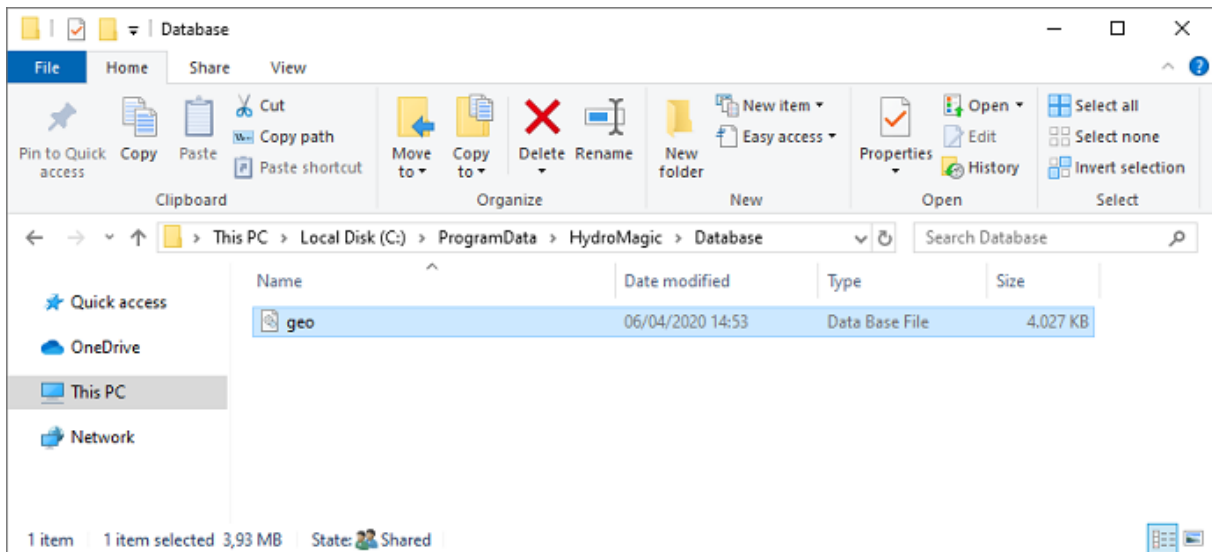 Database
File Home Share View
Pin to Quick access
Copy
Paste
Cut
Copy path
Paste shortcut
Clipboard
Move to
Copy to
Delete
Rename
Organize
New folder
New item
Easy access
New
Properties
Open
Edit
History
Open
Select all
Select none
Invert selection
Select
This PC > Local Disk (C:) > ProgramData > HydroMagic > Database
Search Database
Name Date modified Type Size
Quick access
OneDrive
This PC
Network
geo 06/04/2020 14:53 Data Base File 4.027 KB
1 item 1 item selected 3,93 MB State: Shared